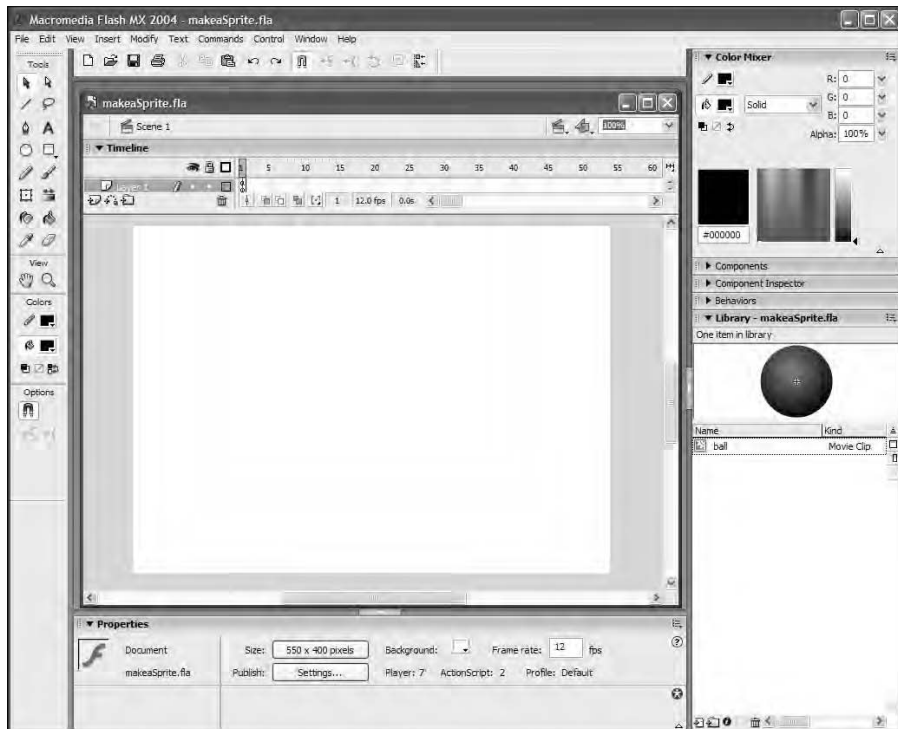 Macromedia Flash MX 2004 - makeaSprite.fla
File Edit View Insert Modify Text Commands Control Window Help
Tools
View
Colors
Options
makeaSprite.fla
Scene 1
100%
Timeline
1 5 10 15 20 25 30 35 40 45 50 55 60
Layer 1
1 12.0 fps 0.0s
Properties
Document
makeaSprite.fla
Size: 550 x 400 pixels Background: Frame rate: 12 fps
Publish: Settings... Player: 7 ActionScript: 2 Profile: Default
Color Mixer
R: 0
Solid
G: 0
B: 0
Alpha: 100%
#000000
Components
Component Inspector
Behaviors
Library - makeaSprite.fla
One item in library
Name Kind
ball Movie Clip